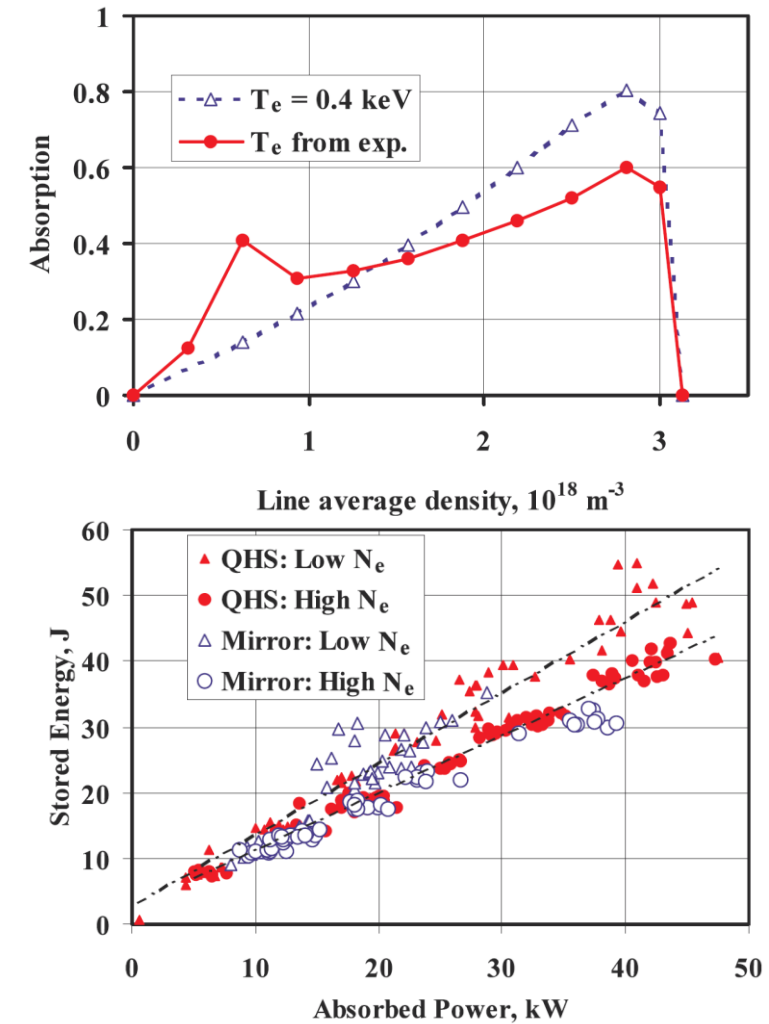 1
0.8
0.6
0.4
0.2
0
Absorption
Te = 0.4 keV
Te from exp.
0 1 2 3
Line average density, 10^18 m^-3
60
50
40
30
20
10
0
Stored Energy, J
QHS: Low Ne
QHS: High Ne
Mirror: Low Ne
Mirror: High Ne
0 10 20 30 40 50
Absorbed Power, kW